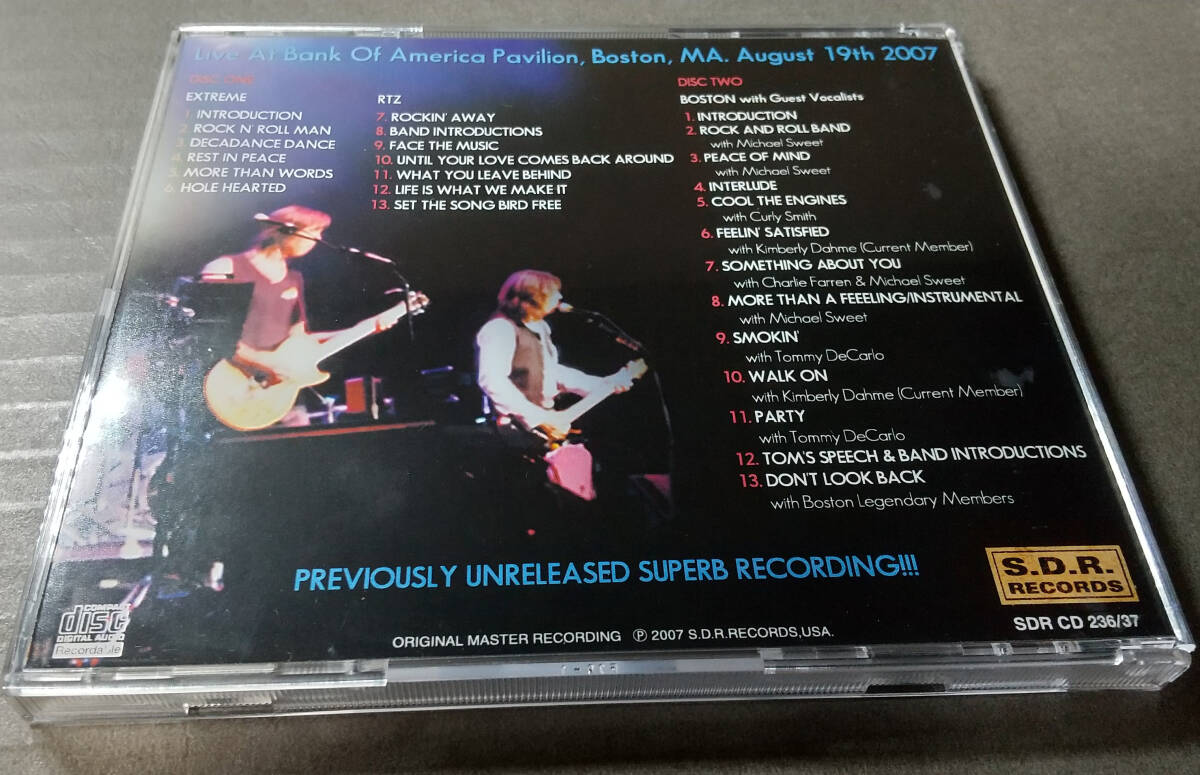 Live At Bank Of America Pavilion, Boston, MA. August 19th 2007
DISC ONE
EXTREME
1. INTRODUCTION
2. ROCK N' ROLL MAN
3. DECADANCE DANCE
4. REST IN PEACE
5. MORE THAN WORDS
6. HOLE HEARTED
RTZ
7. ROCKIN' AWAY
8. BAND INTRODUCTIONS
9. FACE THE MUSIC
10. UNTIL YOUR LOVE COMES BACK AROUND
11. WHAT YOU LEAVE BEHIND
12. LIFE IS WHAT WE MAKE IT
13. SET THE SONG BIRD FREE
DISC TWO
BOSTON with Guest Vocalists
1. INTRODUCTION
2. ROCK AND ROLL BAND
with Michael Sweet
3. PEACE OF MIND
with Michael Sweet
4. INTERLUDE
5. COOL THE ENGINES
with Curly Smith
6. FEELIN' SATISFIED
with Kimberly Dahme (Current Member)
7. SOMETHING ABOUT YOU
with Charlie Farren & Michael Sweet
8. MORE THAN A FEEELING/INSTRUMENTAL
with Michael Sweet
9. SMOKIN'
with Tommy DeCarlo
10. WALK ON
with Kimberly Dahme (Current Member)
11. PARTY
with Tommy DeCarlo
12. TOM'S SPEECH & BAND INTRODUCTIONS
13. DON'T LOOK BACK
with Boston Legendary Members
PREVIOUSLY UNRELEASED SUPERB RECORDING!!!
S.D.R.
RECORDS
SDR CD 236/37
COMPACT
disc
DIGITAL AUDIO
Recordable
ORIGINAL MASTER RECORDING ℗ 2007 S.D.R.RECORDS,USA.